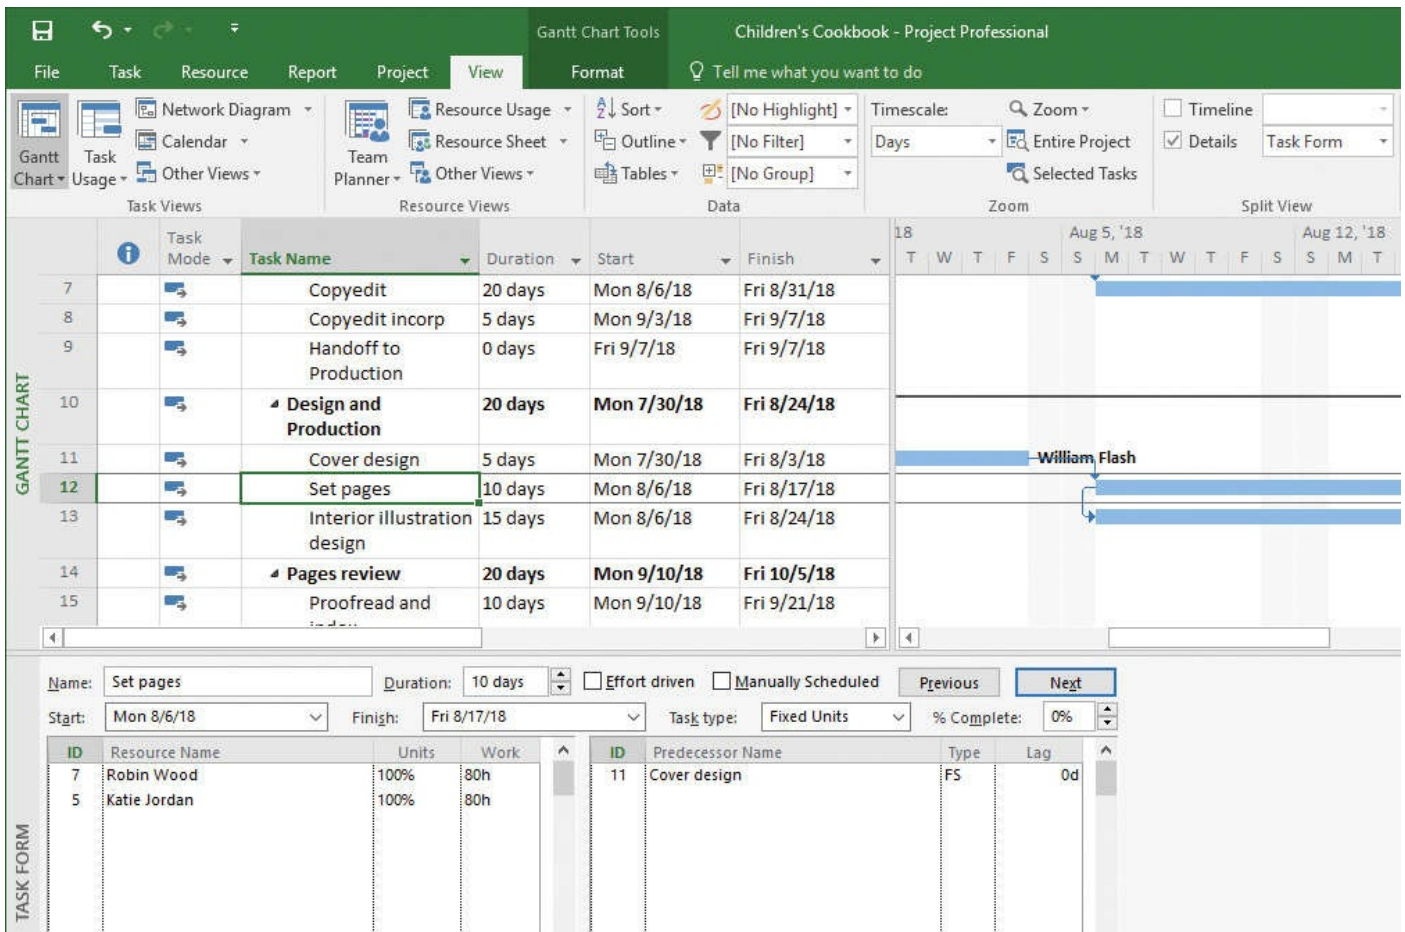 Gantt Chart Tools Children's Cookbook - Project Professional
File Task Resource Report Project View Format Tell me what you want to do
Network Diagram Resource Usage Sort [No Highlight] Timescale: Zoom Timeline
Calendar Resource Sheet Outline [No Filter] Days Entire Project Details Task Form
Gantt Chart Task Usage Other Views Team Planner Other Views Tables [No Group] Selected Tasks
Task Views Resource Views Data Zoom Split View
Task Mode Task Name Duration Start Finish
18 Aug 5, '18 Aug 12, '18
T W T F S S M T W T F S S M T
GANTT CHART
7 Copyedit 20 days Mon 8/6/18 Fri 8/31/18
8 Copyedit incorp 5 days Mon 9/3/18 Fri 9/7/18
9 Handoff to 0 days Fri 9/7/18 Fri 9/7/18
Production
10 Design and 20 days Mon 7/30/18 Fri 8/24/18
Production
11 Cover design 5 days Mon 7/30/18 Fri 8/3/18 William Flash
12 Set pages 10 days Mon 8/6/18 Fri 8/17/18
13 Interior illustration 15 days Mon 8/6/18 Fri 8/24/18
design
14 Pages review 20 days Mon 9/10/18 Fri 10/5/18
15 Proofread and 10 days Mon 9/10/18 Fri 9/21/18
Name: Set pages Duration: 10 days Effort driven Manually Scheduled Previous Next
Start: Mon 8/6/18 Finish: Fri 8/17/18 Task type: Fixed Units % Complete: 0%
ID Resource Name Units Work ID Predecessor Name Type Lag
7 Robin Wood 100% 80h 11 Cover design FS 0d
5 Katie Jordan 100% 80h
TASK FORM